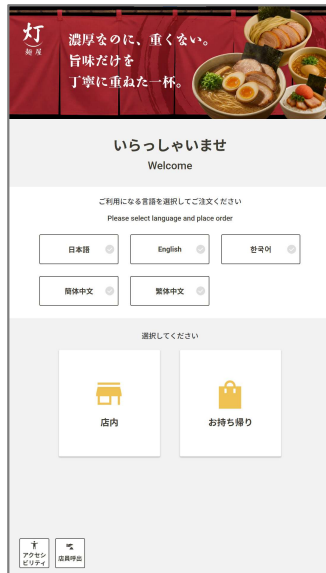 灯
麺屋
濃厚なのに、重くない。
旨味だけを
丁寧に重ねた一杯。
いらっしゃいませ
Welcome
ご利用になる言語を選択してご注文ください
Please select language and place order
日本語
English
한국어
简体中文
繁体中文
選択してください
店内
お持ち帰り
アクセシ
ビリティ
店員呼出